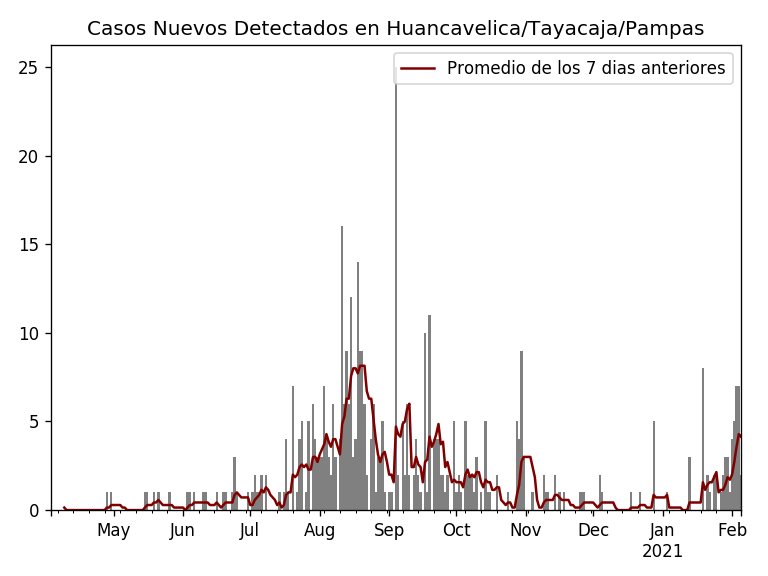 Casos Nuevos Detectados en Huancavelica/Tayacaja/Pampas
Promedio de los 7 dias anteriores
25
20
15
10
5
0
May Jun Jul Aug Sep Oct Nov Dec Jan Feb
2021